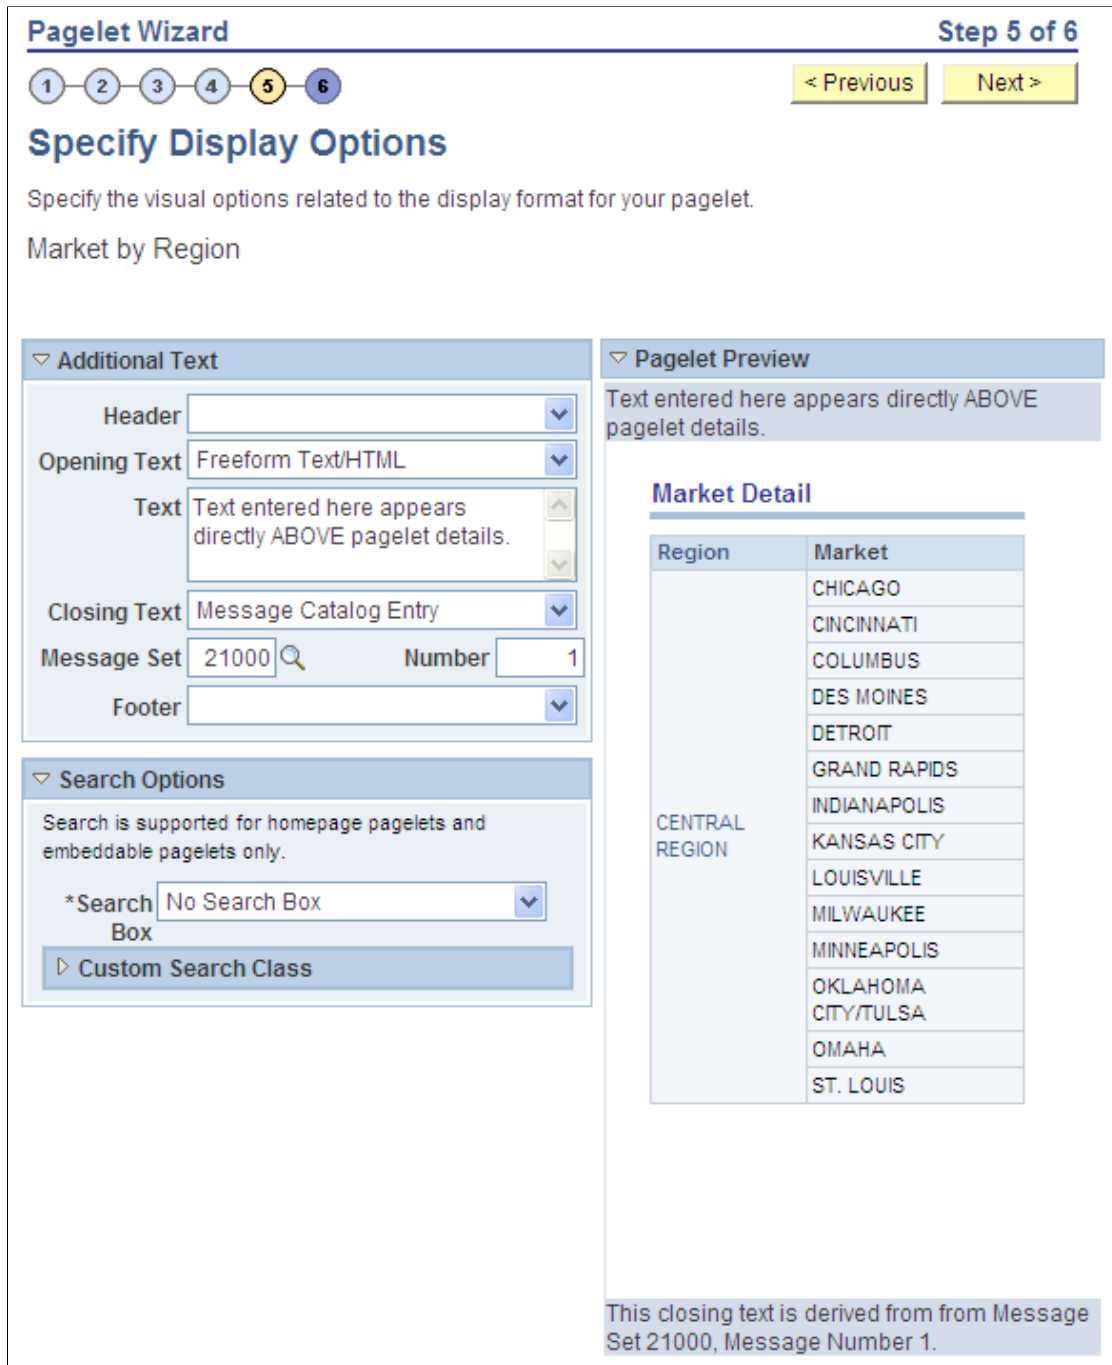 Pagelet Wizard
Step 5 of 6
1 2 3 4 5 6
< Previous
Next >
Specify Display Options
Specify the visual options related to the display format for your pagelet.
Market by Region
Additional Text
Header
Opening Text Freeform Text/HTML
Text Text entered here appears
directly ABOVE pagelet details.
Closing Text Message Catalog Entry
Message Set 21000 Number 1
Footer
Search Options
Search is supported for homepage pagelets and
embeddable pagelets only.
*Search No Search Box
Box
Custom Search Class
Pagelet Preview
Text entered here appears directly ABOVE
pagelet details.
Market Detail
Region Market
CENTRAL
REGION
CHICAGO
CINCINNATI
COLUMBUS
DES MOINES
DETROIT
GRAND RAPIDS
INDIANAPOLIS
KANSAS CITY
LOUISVILLE
MILWAUKEE
MINNEAPOLIS
OKLAHOMA
CITY/TULSA
OMAHA
ST. LOUIS
This closing text is derived from from Message
Set 21000, Message Number 1.